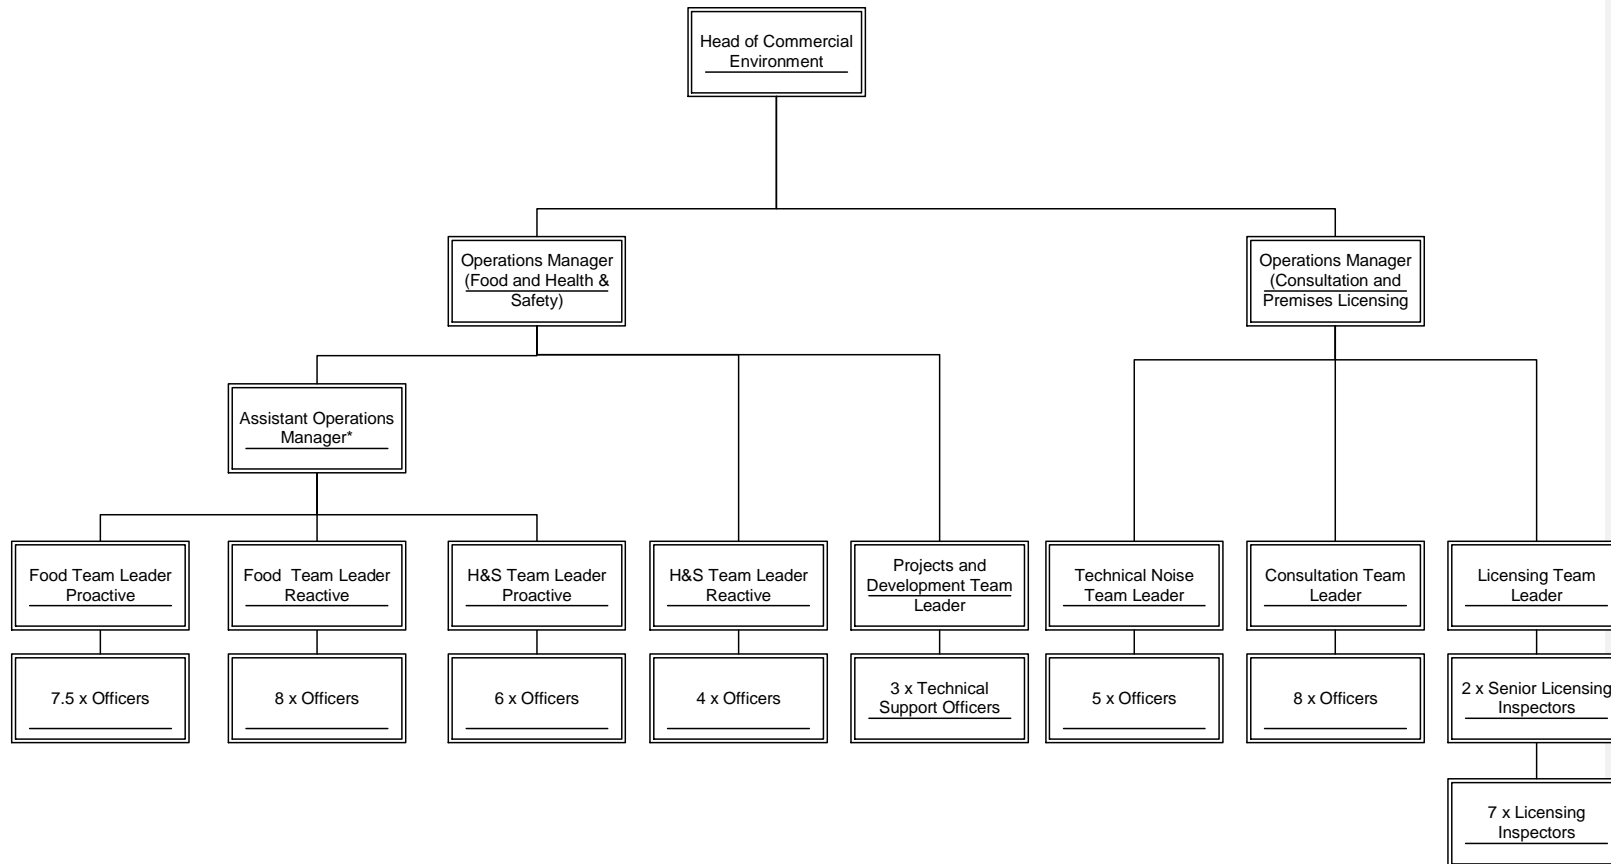 Head of Commercial
Environment
Operations Manager
(Food and Health &
Safety)
Operations Manager
(Consultation and
Premises Licensing
Assistant Operations
Manager*
Food Team Leader
Proactive
Food  Team Leader
Reactive
H&S Team Leader
Proactive
H&S Team Leader
Reactive
Projects and
Development Team
Leader
Technical Noise
Team Leader
Consultation Team
Leader
Licensing Team
Leader
7.5 x Officers
8 x Officers
6 x Officers
4 x Officers
3 x Technical
Support Officers
5 x Officers
8 x Officers
2 x Senior Licensing
Inspectors
7 x Licensing
Inspectors